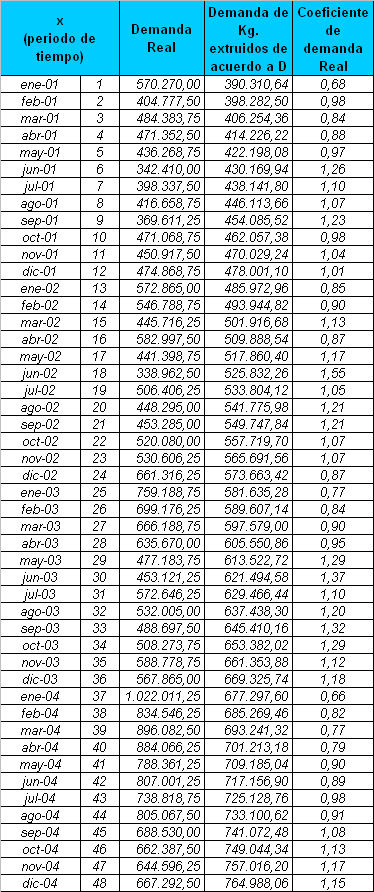 x
(periodo de
tiempo)
Demanda
Real
Demanda de
Kg.
extruidos de
acuerdo a D
Coeficiente
de
demanda
Real
ene-01 1 570.270,00 390.310,64 0,68
feb-01 2 404.777,50 398.282,50 0,98
mar-01 3 484.383,75 406.254,36 0,84
abr-01 4 471.352,50 414.226,22 0,88
may-01 5 436.268,75 422.198,08 0,97
jun-01 6 342.410,00 430.169,94 1,26
jul-01 7 398.337,50 438.141,80 1,10
ago-01 8 416.658,75 446.113,66 1,07
sep-01 9 369.611,25 454.085,52 1,23
oct-01 10 471.068,75 462.057,38 0,98
nov-01 11 450.917,50 470.029,24 1,04
dic-01 12 474.868,75 478.001,10 1,01
ene-02 13 572.865,00 485.972,96 0,85
feb-02 14 546.788,75 493.944,82 0,90
mar-02 15 445.716,25 501.916,68 1,13
abr-02 16 582.997,50 509.888,54 0,87
may-02 17 441.398,75 517.860,40 1,17
jun-02 18 338.962,50 525.832,26 1,55
jul-02 19 506.406,25 533.804,12 1,05
ago-02 20 448.295,00 541.775,98 1,21
sep-02 21 453.285,00 549.747,84 1,21
oct-02 22 520.080,00 557.719,70 1,07
nov-02 23 530.606,25 565.691,56 1,07
dic-02 24 661.316,25 573.663,42 0,87
ene-03 25 759.188,75 581.635,28 0,77
feb-03 26 699.176,25 589.607,14 0,84
mar-03 27 666.188,75 597.579,00 0,90
abr-03 28 635.670,00 605.550,86 0,95
may-03 29 477.183,75 613.522,72 1,29
jun-03 30 453.121,25 621.494,58 1,37
jul-03 31 572.646,25 629.466,44 1,10
ago-03 32 532.005,00 637.438,30 1,20
sep-03 33 488.697,50 645.410,16 1,32
oct-03 34 508.273,75 653.382,02 1,29
nov-03 35 588.778,75 661.353,88 1,12
dic-03 36 567.865,00 669.325,74 1,18
ene-04 37 1.022.011,25 677.297,60 0,66
feb-04 38 834.546,25 685.269,46 0,82
mar-04 39 896.082,50 693.241,32 0,77
abr-04 40 884.066,25 701.213,18 0,79
may-04 41 788.361,25 709.185,04 0,90
jun-04 42 807.001,25 717.156,90 0,89
jul-04 43 738.818,75 725.128,76 0,98
ago-04 44 805.067,50 733.100,62 0,91
sep-04 45 688.530,00 741.072,48 1,08
oct-04 46 662.387,50 749.044,34 1,13
nov-04 47 644.596,25 757.016,20 1,17
dic-04 48 667.292,50 764.988,06 1,15